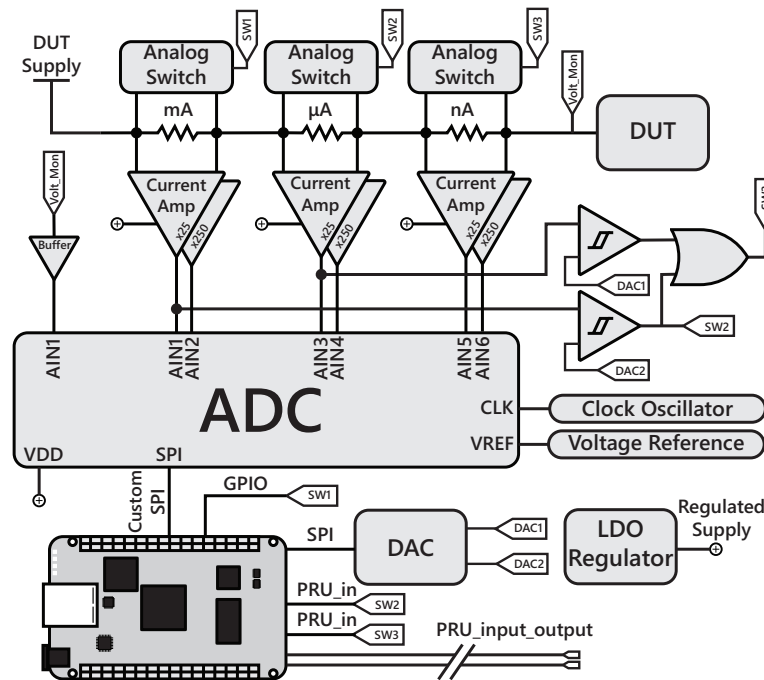 SW1
SW2
SW3
DUT
Supply
Analog
Switch
Analog
Switch
Analog
Switch
Volt_Mon
mA
μA
nA
DUT
Volt_Mon
Current
Amp
x25
x250
Current
Amp
x25
x250
Current
Amp
x25
x250
Buffer
DAC1
SW2
DAC2
AIN1
AIN1
AIN2
AIN3
AIN4
AIN5
AIN6
ADC
CLK
Clock Oscillator
VREF
Voltage Reference
VDD
SPI
Custom
SPI
GPIO
SW1
SPI
DAC
DAC1
DAC2
LDO
Regulator
Regulated
Supply
PRU_in
SW2
PRU_in
SW3
PRU_input_output